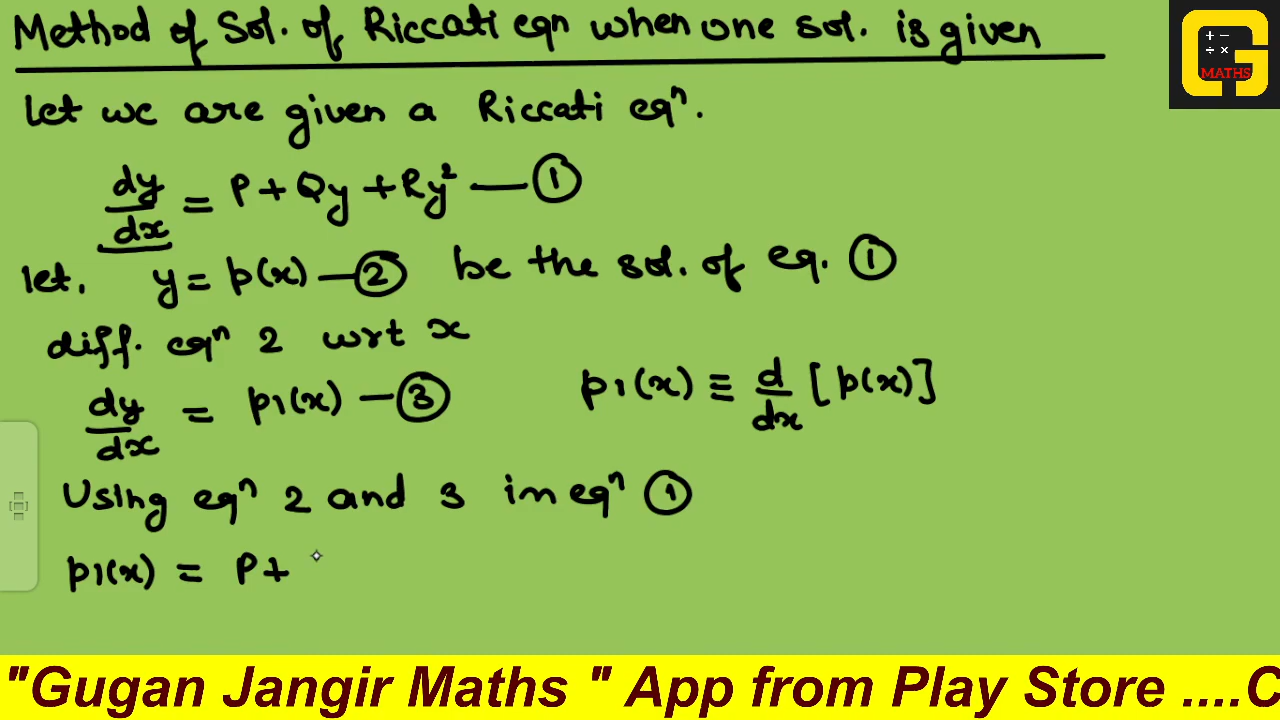 Method of Sol. of Riccati eqn when one sol. is given
+ − ÷ ×
MATHS
let we are given a Riccati eqⁿ.
dy/dx = P + Qy + Ry² — ①
let. y = p(x) — ② be the sol. of eq. ①
diff. eqⁿ 2 wrt x
dy/dx = p1(x) — ③ p1(x) ≡ d/dx [p(x)]
Using eqⁿ 2 and 3 in eqⁿ ①
p1(x) = P+
"Gugan Jangir Maths " App from Play Store ....C